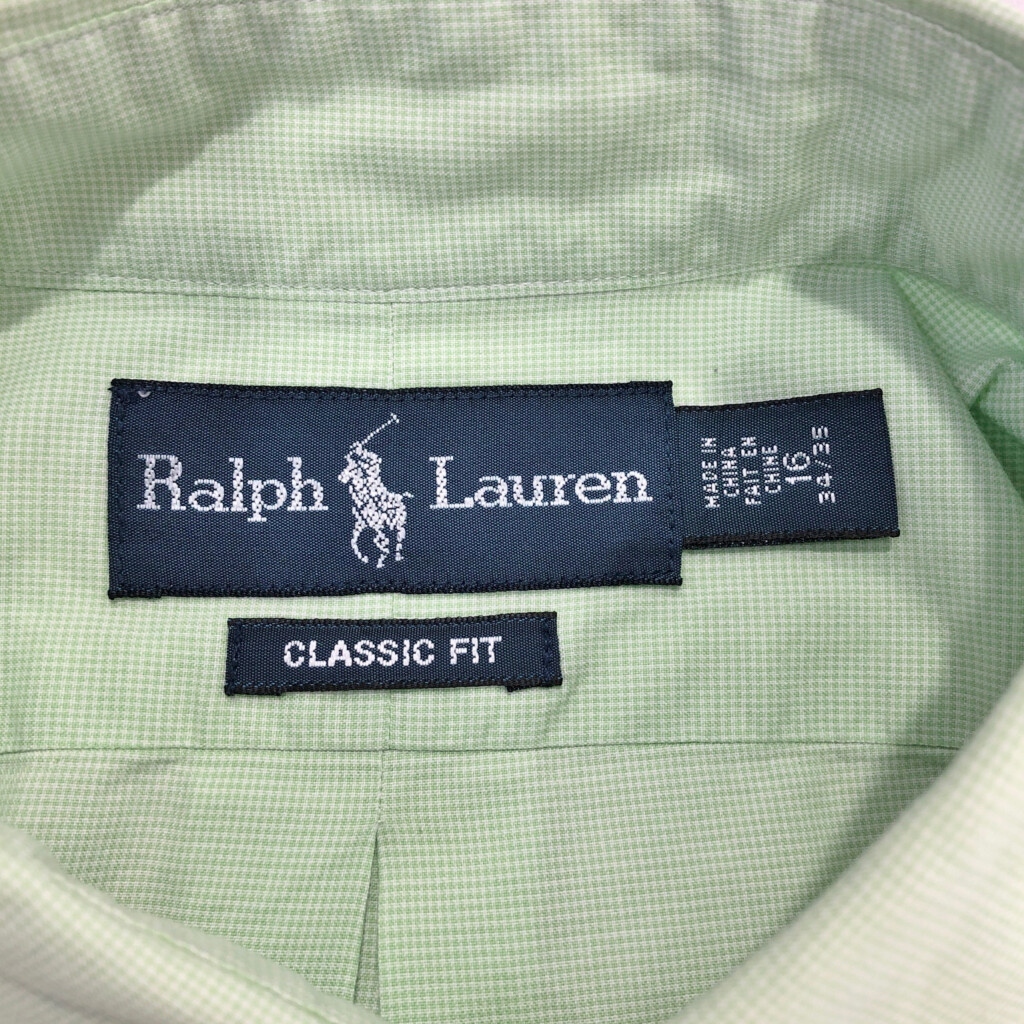 Ralph Lauren
MADE IN
CHINA
FAIT EN
CHINE
16
34/35
CLASSIC FIT